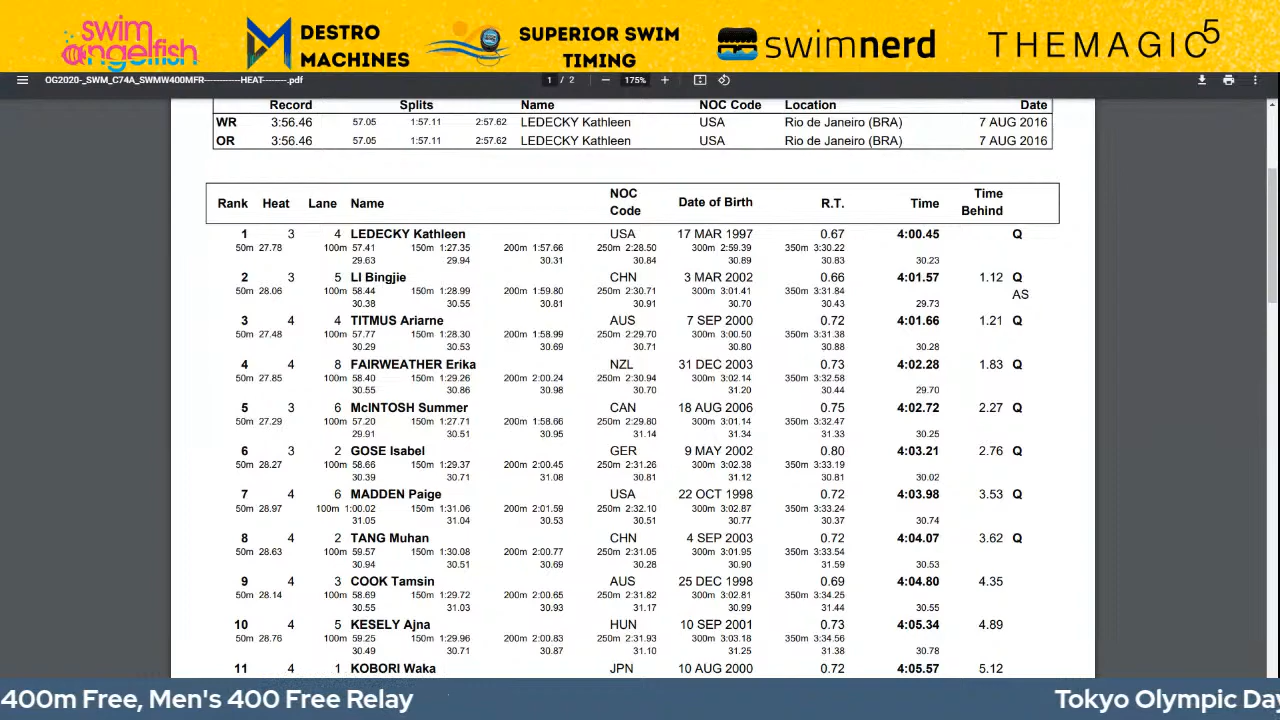 swim angelfish
DESTRO MACHINES
SUPERIOR SWIM TIMING
swimnerd
THEMAGIC5
OG2020-_SWM_C74A_SWMW400MFR----------------HEAT--------.pdf
1 / 2 — 175% +
Record Splits Name NOC Code Location Date
WR 3:56.46 57.05 1:57.11 2:57.62 LEDECKY Kathleen USA Rio de Janeiro (BRA) 7 AUG 2016
OR 3:56.46 57.05 1:57.11 2:57.62 LEDECKY Kathleen USA Rio de Janeiro (BRA) 7 AUG 2016
Rank Heat Lane Name NOC Code Date of Birth R.T. Time Time Behind
1 3 4 LEDECKY Kathleen USA 17 MAR 1997 0.67 4:00.45 Q
50m 27.78 100m 57.41 150m 1:27.35 200m 1:57.66 250m 2:28.50 300m 2:59.39 350m 3:30.22
29.63 29.94 30.31 30.84 30.89 30.83 30.23
2 3 5 LI Bingjie CHN 3 MAR 2002 0.66 4:01.57 1.12 Q
50m 28.06 100m 58.44 150m 1:28.99 200m 1:59.80 250m 2:30.71 300m 3:01.41 350m 3:31.84 AS
30.38 30.55 30.81 30.91 30.70 30.43 29.73
3 4 4 TITMUS Ariarne AUS 7 SEP 2000 0.72 4:01.66 1.21 Q
50m 27.48 100m 57.77 150m 1:28.30 200m 1:58.99 250m 2:29.70 300m 3:00.50 350m 3:31.38
30.29 30.53 30.69 30.71 30.80 30.88 30.28
4 4 8 FAIRWEATHER Erika NZL 31 DEC 2003 0.73 4:02.28 1.83 Q
50m 27.85 100m 58.40 150m 1:29.26 200m 2:00.24 250m 2:30.94 300m 3:02.14 350m 3:32.58
30.55 30.86 30.98 30.70 31.20 30.44 29.70
5 3 6 McINTOSH Summer CAN 18 AUG 2006 0.75 4:02.72 2.27 Q
50m 27.29 100m 57.20 150m 1:27.71 200m 1:58.66 250m 2:29.80 300m 3:01.14 350m 3:32.47
29.91 30.51 30.95 31.14 31.34 31.33 30.25
6 3 2 GOSE Isabel GER 9 MAY 2002 0.80 4:03.21 2.76 Q
50m 28.27 100m 58.66 150m 1:29.37 200m 2:00.45 250m 2:31.26 300m 3:02.38 350m 3:33.19
30.39 30.71 31.08 30.81 31.12 30.81 30.02
7 4 6 MADDEN Paige USA 22 OCT 1998 0.72 4:03.98 3.53 Q
50m 28.97 100m 1:00.02 150m 1:31.06 200m 2:01.59 250m 2:32.10 300m 3:02.87 350m 3:33.24
31.05 31.04 30.53 30.51 30.77 30.37 30.74
8 4 2 TANG Muhan CHN 4 SEP 2003 0.72 4:04.07 3.62 Q
50m 28.63 100m 59.57 150m 1:30.08 200m 2:00.77 250m 2:31.05 300m 3:01.95 350m 3:33.54
30.94 30.51 30.69 30.28 30.90 31.59 30.53
9 4 3 COOK Tamsin AUS 25 DEC 1998 0.69 4:04.80 4.35
50m 28.14 100m 58.69 150m 1:29.72 200m 2:00.65 250m 2:31.82 300m 3:02.81 350m 3:34.25
30.55 31.03 30.93 31.17 30.99 31.44 30.55
10 4 5 KESELY Ajna HUN 10 SEP 2001 0.73 4:05.34 4.89
50m 28.76 100m 59.25 150m 1:29.96 200m 2:00.83 250m 2:31.93 300m 3:03.18 350m 3:34.56
30.49 30.71 30.87 31.10 31.25 31.38 30.78
11 4 1 KOBORI Waka JPN 10 AUG 2000 0.72 4:05.57 5.12
400m Free, Men's 400 Free Relay Tokyo Olympic Day